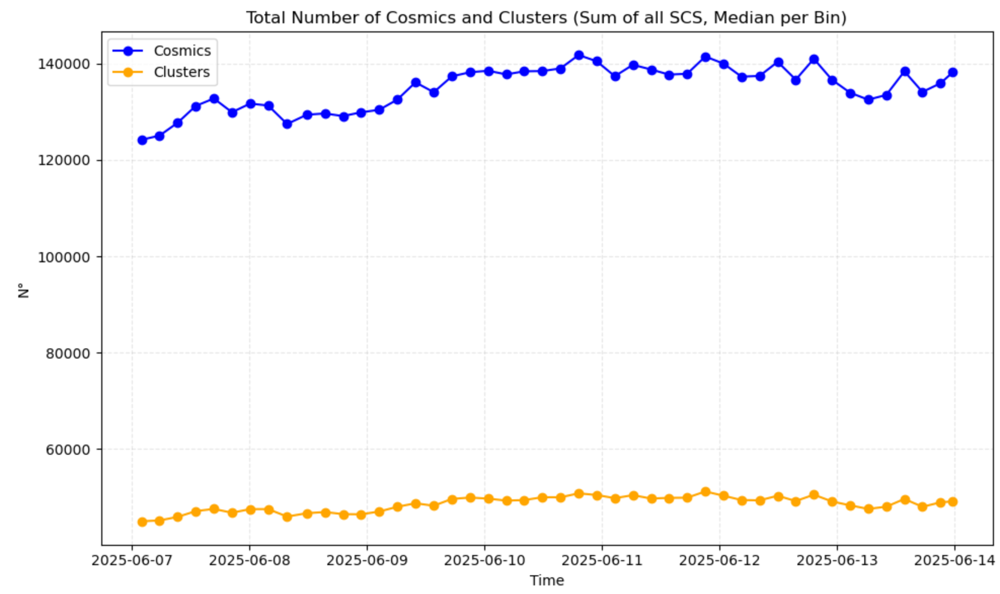 Total Number of Cosmics and Clusters (Sum of all SCS, Median per Bin)
Cosmics
Clusters
140000
120000
100000
80000
60000
N°
2025-06-07 2025-06-08 2025-06-09 2025-06-10 2025-06-11 2025-06-12 2025-06-13 2025-06-14
Time